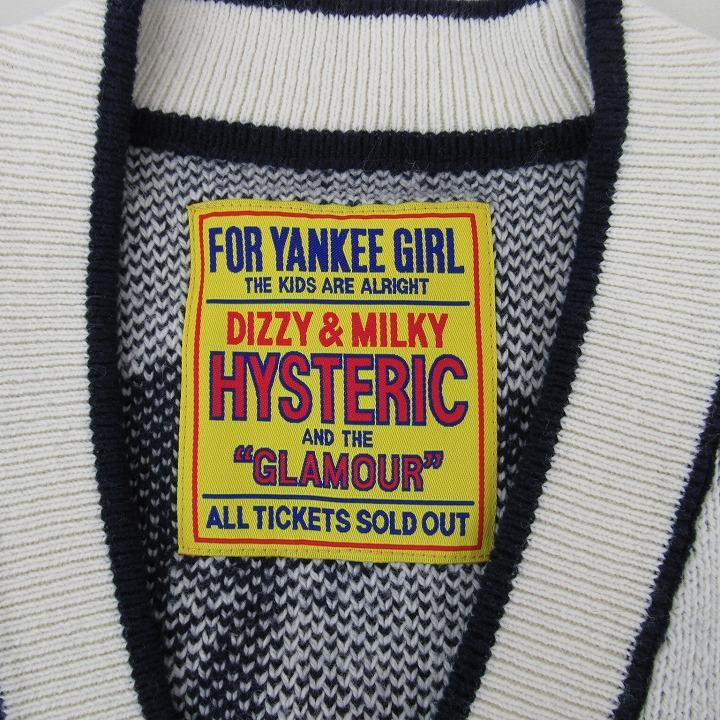 FOR YANKEE GIRL
THE KIDS ARE ALRIGHT
DIZZY & MILKY
HYSTERIC
AND THE
“GLAMOUR”
ALL TICKETS SOLD OUT